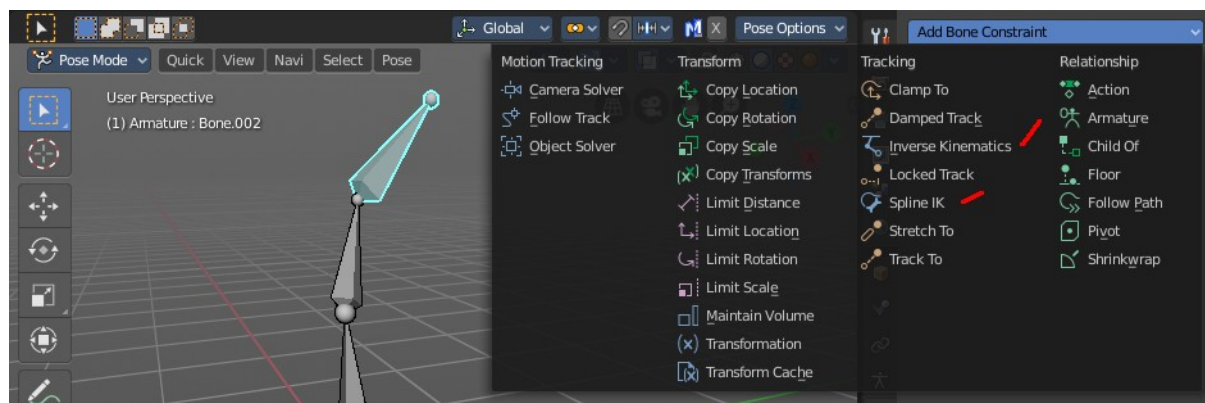 Global
X
Pose Options
Add Bone Constraint
Pose Mode
Quick
View
Navi
Select
Pose
User Perspective
(1) Armature : Bone.002
Motion Tracking
Camera Solver
Follow Track
Object Solver
Transform
Copy Location
Copy Rotation
Copy Scale
Copy Transforms
Limit Distance
Limit Location
Limit Rotation
Limit Scale
Maintain Volume
Transformation
Transform Cache
Tracking
Clamp To
Damped Track
Inverse Kinematics
Locked Track
Spline IK
Stretch To
Track To
Relationship
Action
Armature
Child Of
Floor
Follow Path
Pivot
Shrinkwrap